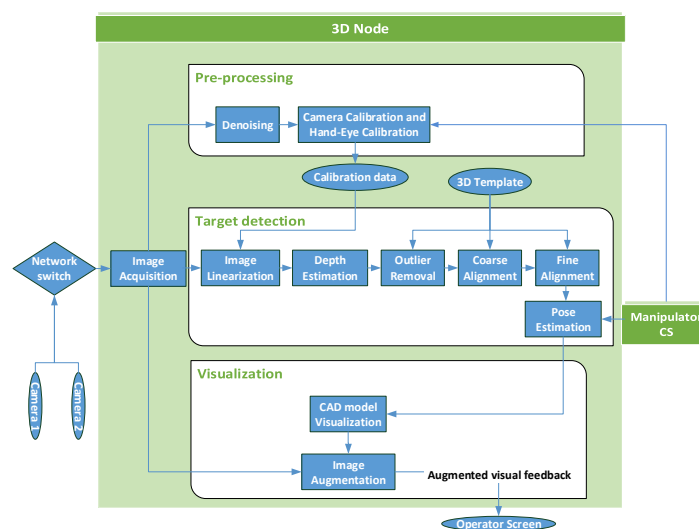 3D Node
Pre-processing
Denoising
Camera Calibration and
Hand-Eye Calibration
Calibration data
3D Template
Target detection
Network
switch
Image
Acquisition
Image
Linearization
Depth
Estimation
Outlier
Removal
Coarse
Alignment
Fine
Alignment
Pose
Estimation
Manipulator
CS
Camera 1
Camera 2
Visualization
CAD model
Visualization
Image
Augmentation
Augmented visual feedback
Operator Screen